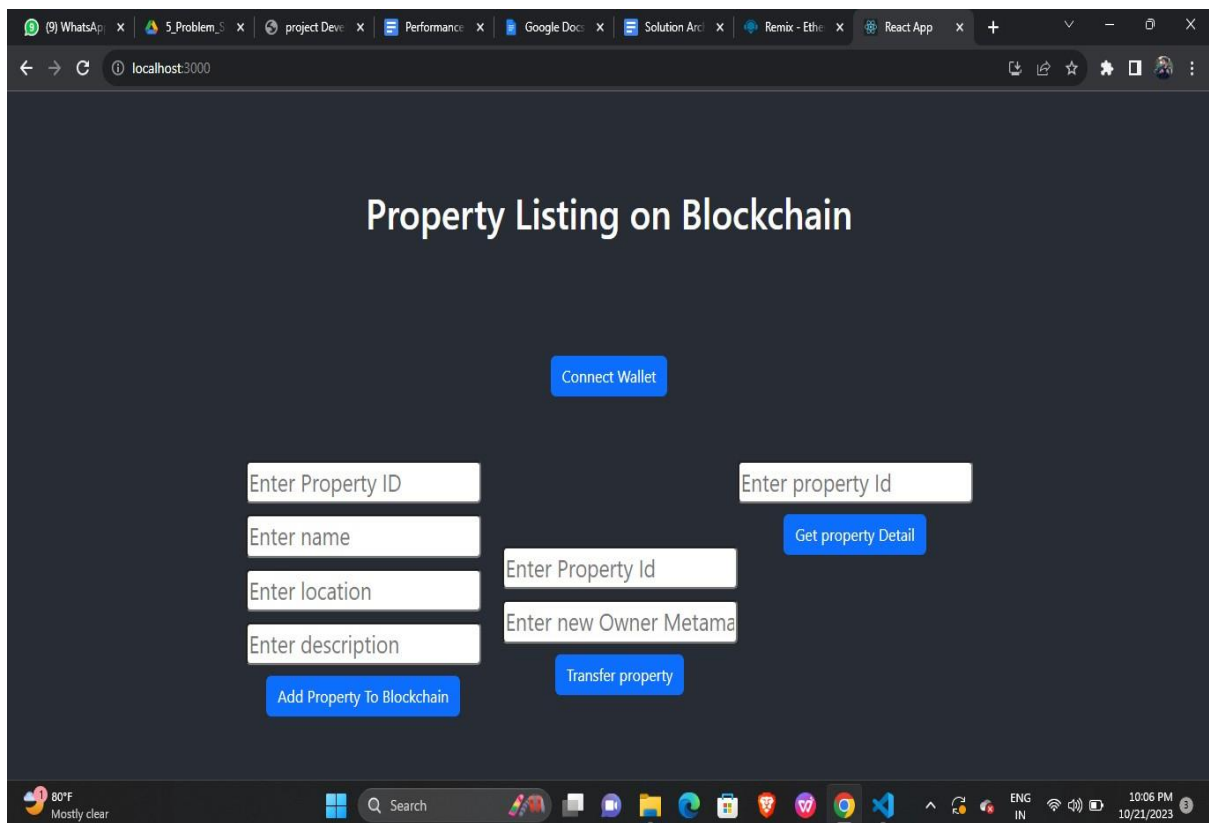 (9) WhatsAp
5_Problem_S
project Deve
Performance
Google Docs
Solution Arc
Remix - Ethe
React App
localhost:3000
Property Listing on Blockchain
Connect Wallet
Enter Property ID
Enter name
Enter location
Enter description
Add Property To Blockchain
Enter Property Id
Enter new Owner Metama
Transfer property
Enter property Id
Get property Detail
1
80°F
Mostly clear
Search
ENG
IN
10:06 PM
10/21/2023
3